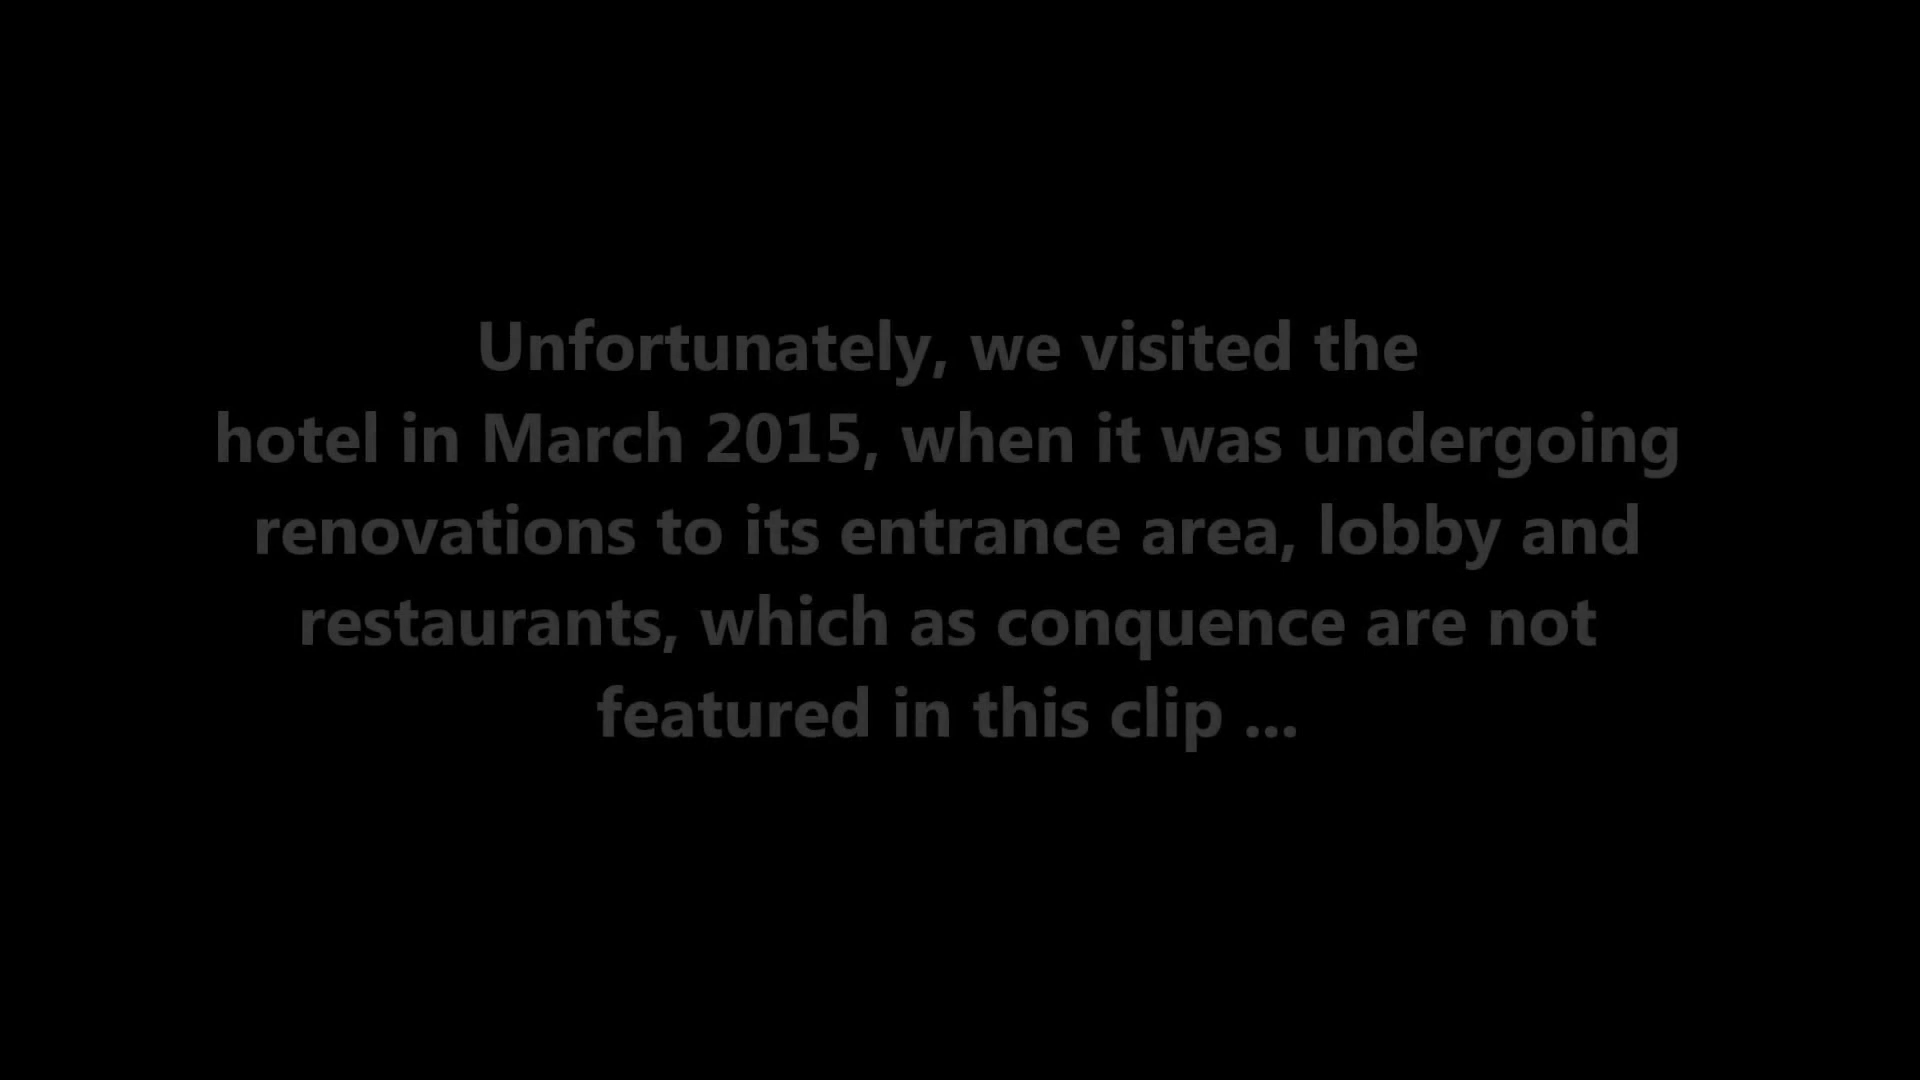 Unfortunately, we visited the
hotel in March 2015, when it was undergoing
renovations to its entrance area, lobby and
restaurants, which as conquence are not
featured in this clip ...